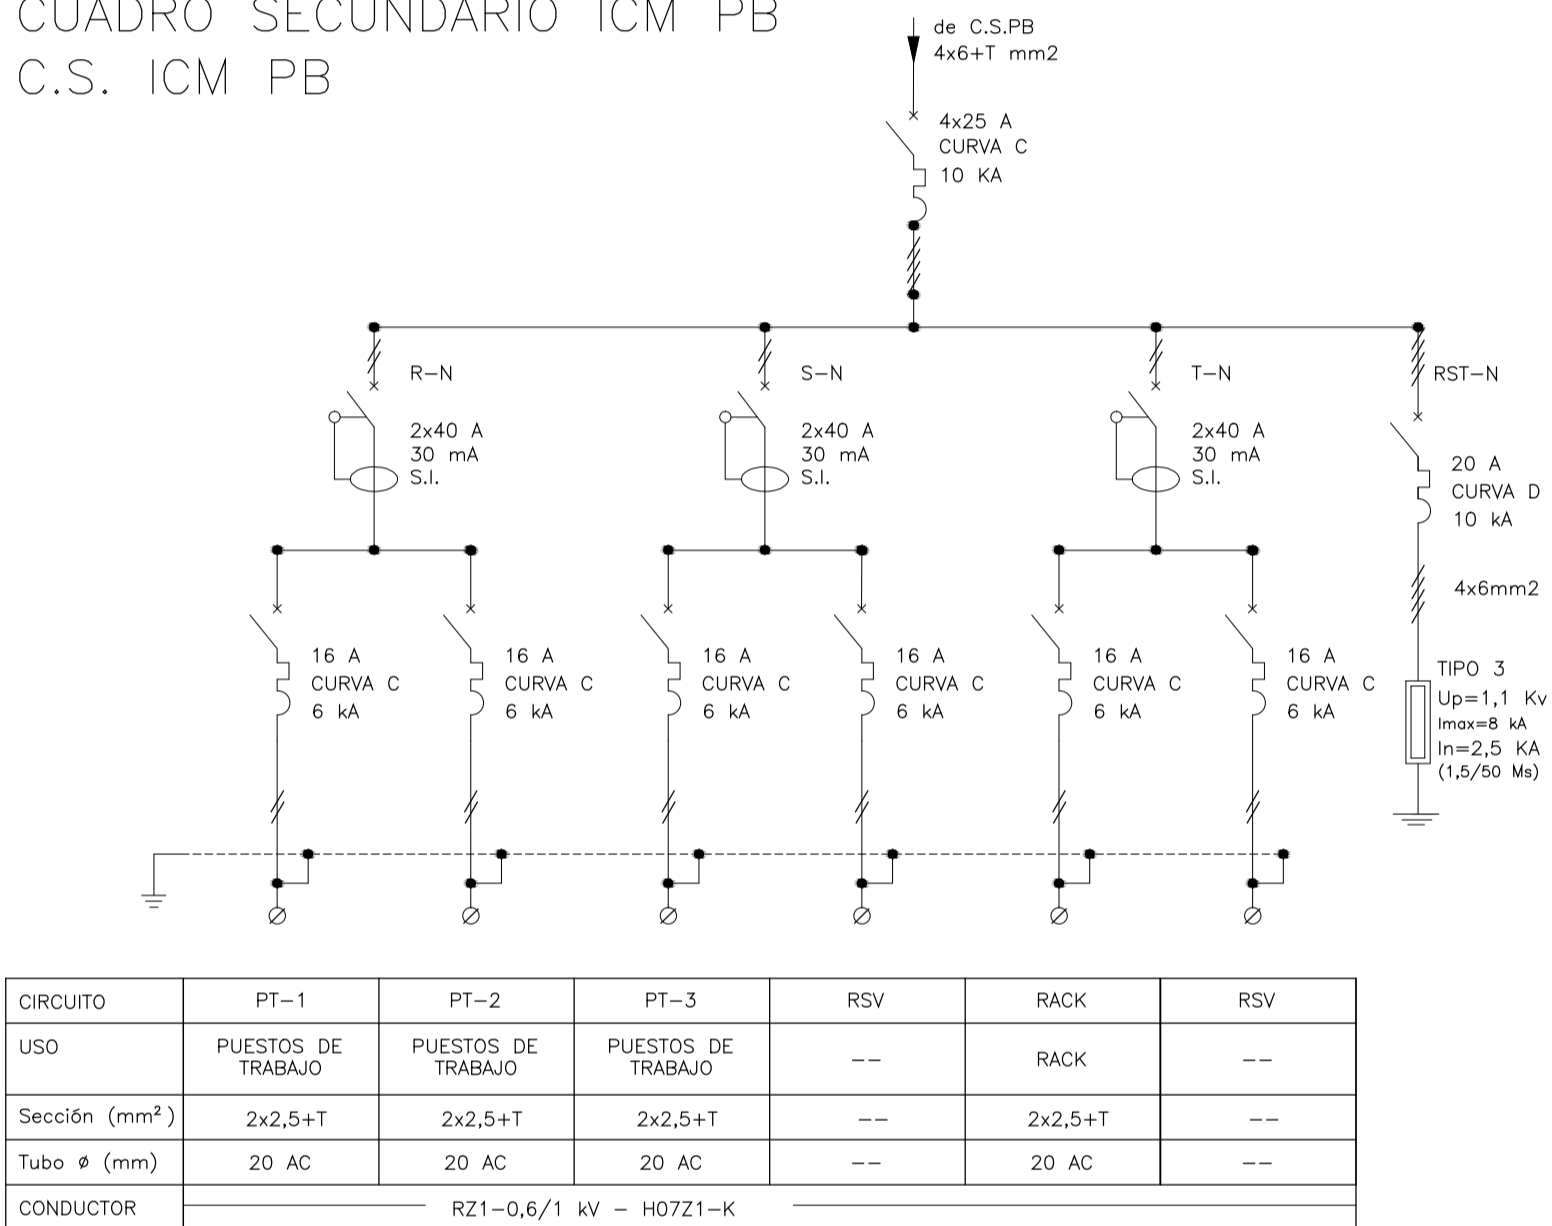 CUADRO SECUNDARIO ICM PB
C.S. ICM PB
de C.S.PB
4x6+T mm2
4x25 A
CURVA C
10 KA
R-N
2x40 A
30 mA
S.I.
S-N
2x40 A
30 mA
S.I.
T-N
2x40 A
30 mA
S.I.
RST-N
20 A
CURVA D
10 kA
4x6mm2
TIPO 3
Up=1,1 Kv
Imax=8 kA
In=2,5 KA
(1,5/50 Ms)
16 A
CURVA C
6 kA
16 A
CURVA C
6 kA
16 A
CURVA C
6 kA
16 A
CURVA C
6 kA
16 A
CURVA C
6 kA
16 A
CURVA C
6 kA
CIRCUITO PT-1 PT-2 PT-3 RSV RACK RSV
USO PUESTOS DE PUESTOS DE PUESTOS DE -- RACK --
TRABAJO TRABAJO TRABAJO
Sección (mm²) 2x2,5+T 2x2,5+T 2x2,5+T -- 2x2,5+T --
Tubo ø (mm) 20 AC 20 AC 20 AC -- 20 AC --
CONDUCTOR RZ1-0,6/1 kV - H07Z1-K